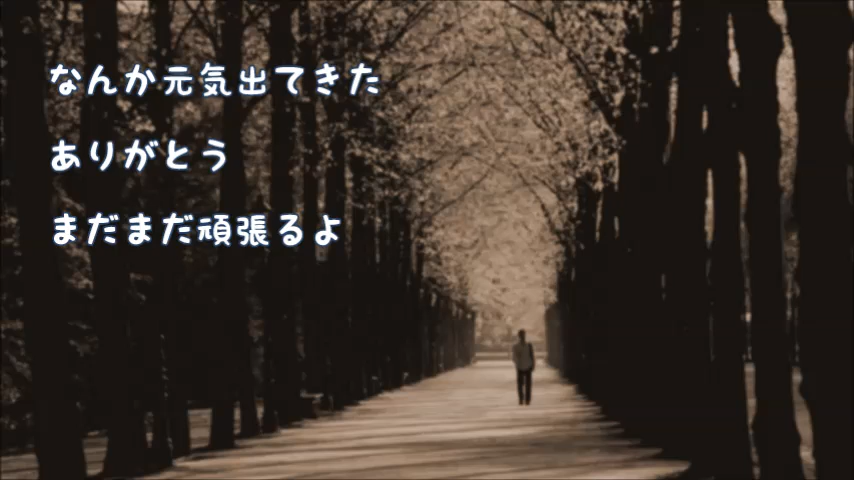 なんか元気出てきた
ありがとう
まだまだ頑張るよ